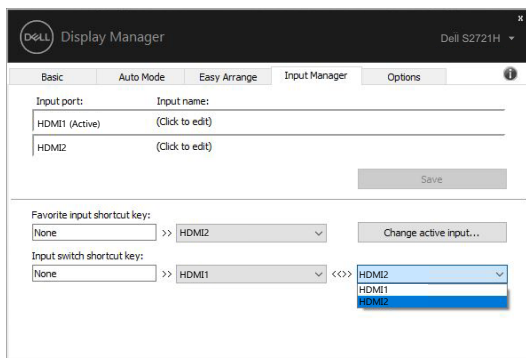 x
DELL Display Manager Dell S2721H
Basic Auto Mode Easy Arrange Input Manager Options i
Input port: Input name:
HDMI1 (Active) (Click to edit)
HDMI2 (Click to edit)
Save
Favorite input shortcut key:
None >> HDMI2 Change active input...
Input switch shortcut key:
None >> HDMI1 <<>> HDMI2
HDMI1
HDMI2